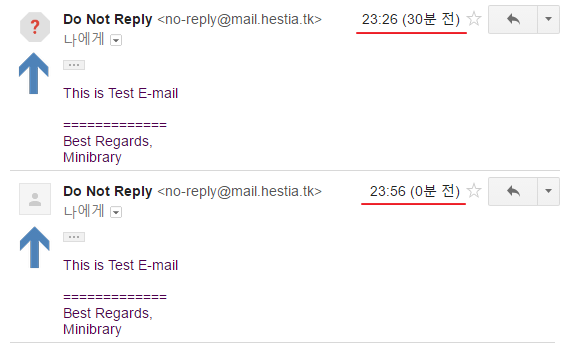 Do Not Reply <no-reply@mail.hestia.tk> 23:26 (30분 전)
나에게
This is Test E-mail
=============
Best Regards,
Minibrary
Do Not Reply <no-reply@mail.hestia.tk> 23:56 (0분 전)
나에게
This is Test E-mail
=============
Best Regards,
Minibrary